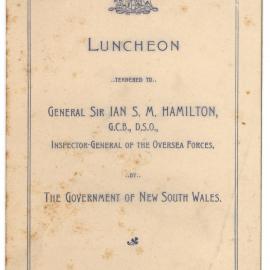 LUNCHEON
..TENDERED TO..
GENERAL SIR IAN S. M. HAMILTON,
G.C.B., D.S.O.,
INSPECTOR-GENERAL OF THE OVERSEA FORCES,
..BY..
THE GOVERNMENT OF NEW SOUTH WALES.